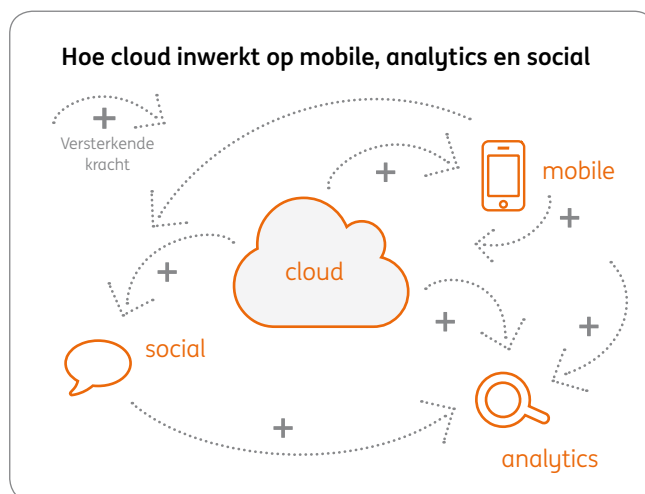 Hoe cloud inwerkt op mobile, analytics en social
+
Versterkende
kracht
+
mobile
+
cloud
+
social
+
+
+
analytics